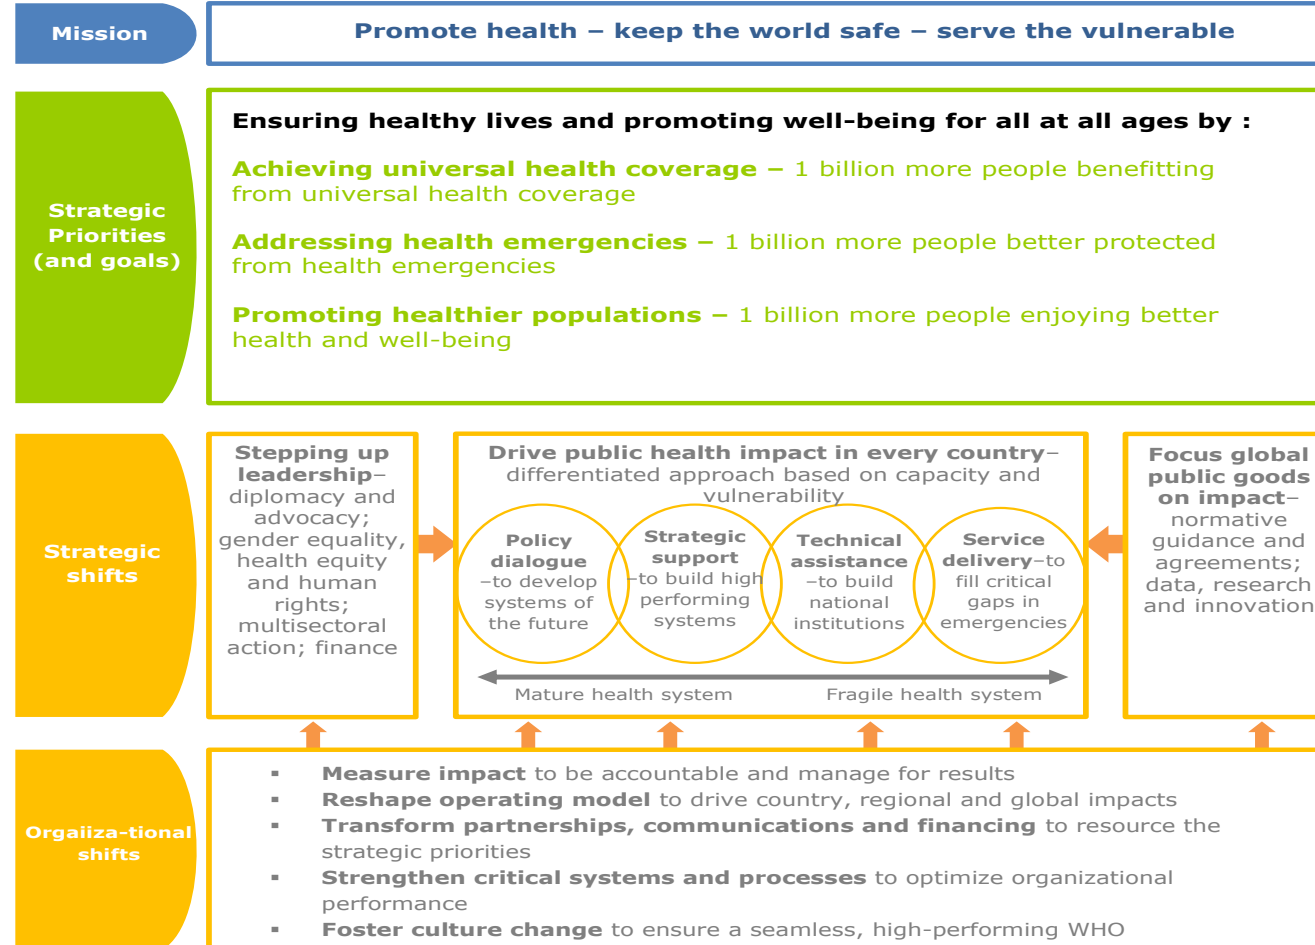 Mission
Promote health – keep the world safe – serve the vulnerable
Strategic
Priorities
(and goals)
Ensuring healthy lives and promoting well-being for all at all ages by :
Achieving universal health coverage – 1 billion more people benefitting
from universal health coverage
Addressing health emergencies – 1 billion more people better protected
from health emergencies
Promoting healthier populations – 1 billion more people enjoying better
health and well-being
Strategic
shifts
Stepping up
leadership–
diplomacy and
advocacy;
gender equality,
health equity
and human
rights;
multisectoral
action; finance
Drive public health impact in every country–
differentiated approach based on capacity and
vulnerability
Policy
dialogue
–to develop
systems of
the future
Strategic
support
–to build high
performing
systems
Technical
assistance
–to build
national
institutions
Service
delivery–to
fill critical
gaps in
emergencies
Mature health system
Fragile health system
Focus global
public goods
on impact–
normative
guidance and
agreements;
data, research
and innovation
Orgaiiza-tional
shifts
▪ Measure impact to be accountable and manage for results
▪ Reshape operating model to drive country, regional and global impacts
▪ Transform partnerships, communications and financing to resource the
strategic priorities
▪ Strengthen critical systems and processes to optimize organizational
performance
▪ Foster culture change to ensure a seamless, high-performing WHO